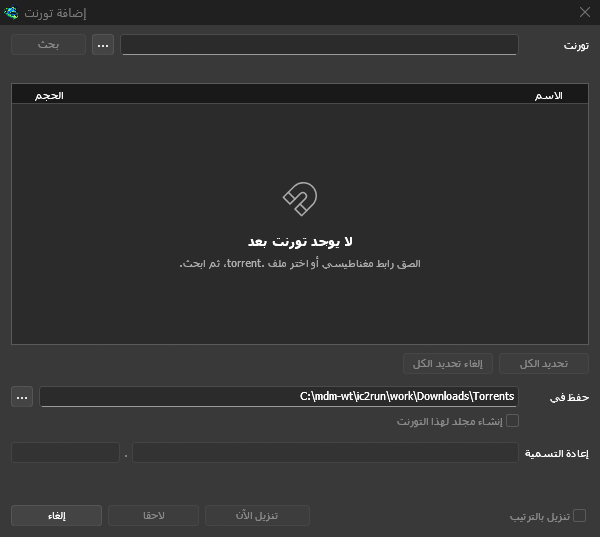 إضافة تورنت
تورنت
...
بحث
الاسم
الحجم
لا يوجد تورنت بعد
الصق رابط مغناطيسي أو اختر ملف .torrent، ثم ابحث.
تحديد الكل
إلغاء تحديد الكل
حفظ في
C:\mdm-wt\ic2run\work\Downloads\Torrents
...
إنشاء مجلد لهذا التورنت
إعادة التسمية
.
تنزيل بالترتيب
تنزيل الآن
لاحقا
إلغاء